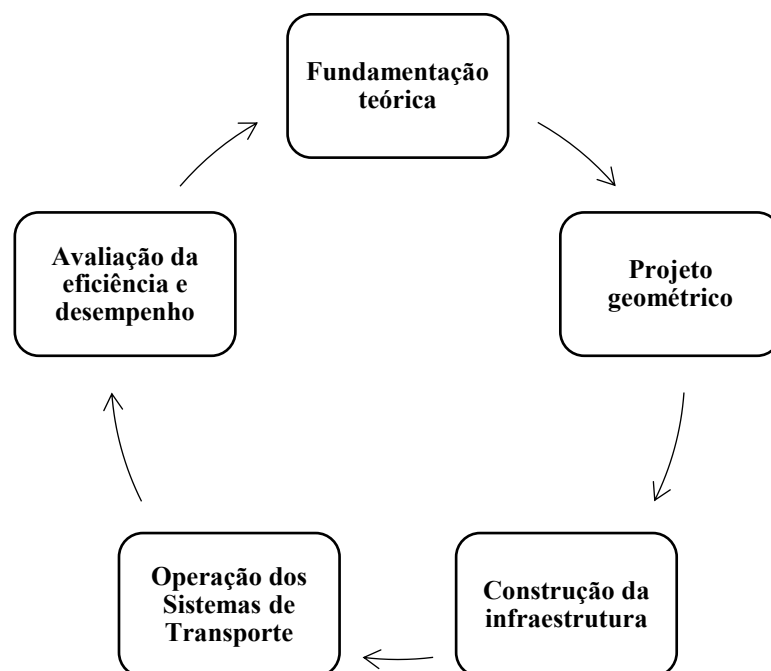 Fundamentação
teórica
Projeto
geométrico
Construção da
infraestrutura
Operação dos
Sistemas de
Transporte
Avaliação da
eficiência e
desempenho